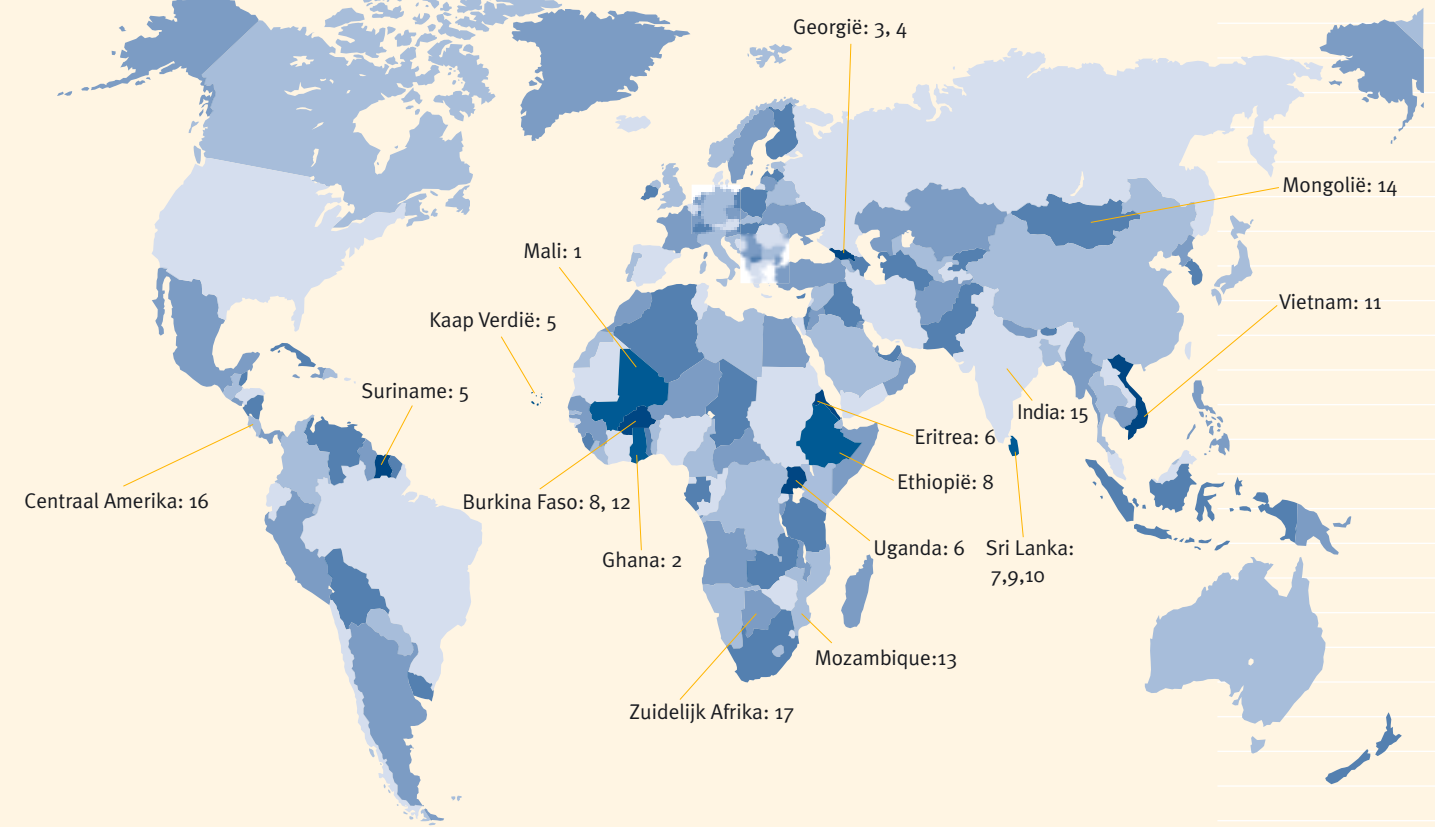 Georgië: 3, 4
Mongolië: 14
Mali: 1
Vietnam: 11
Kaap Verdië: 5
Suriname: 5
India: 15
Eritrea: 6
Ethiopië: 8
Centraal Amerika: 16
Burkina Faso: 8, 12
Uganda: 6
Sri Lanka:
7,9,10
Ghana: 2
Mozambique:13
Zuidelijk Afrika: 17